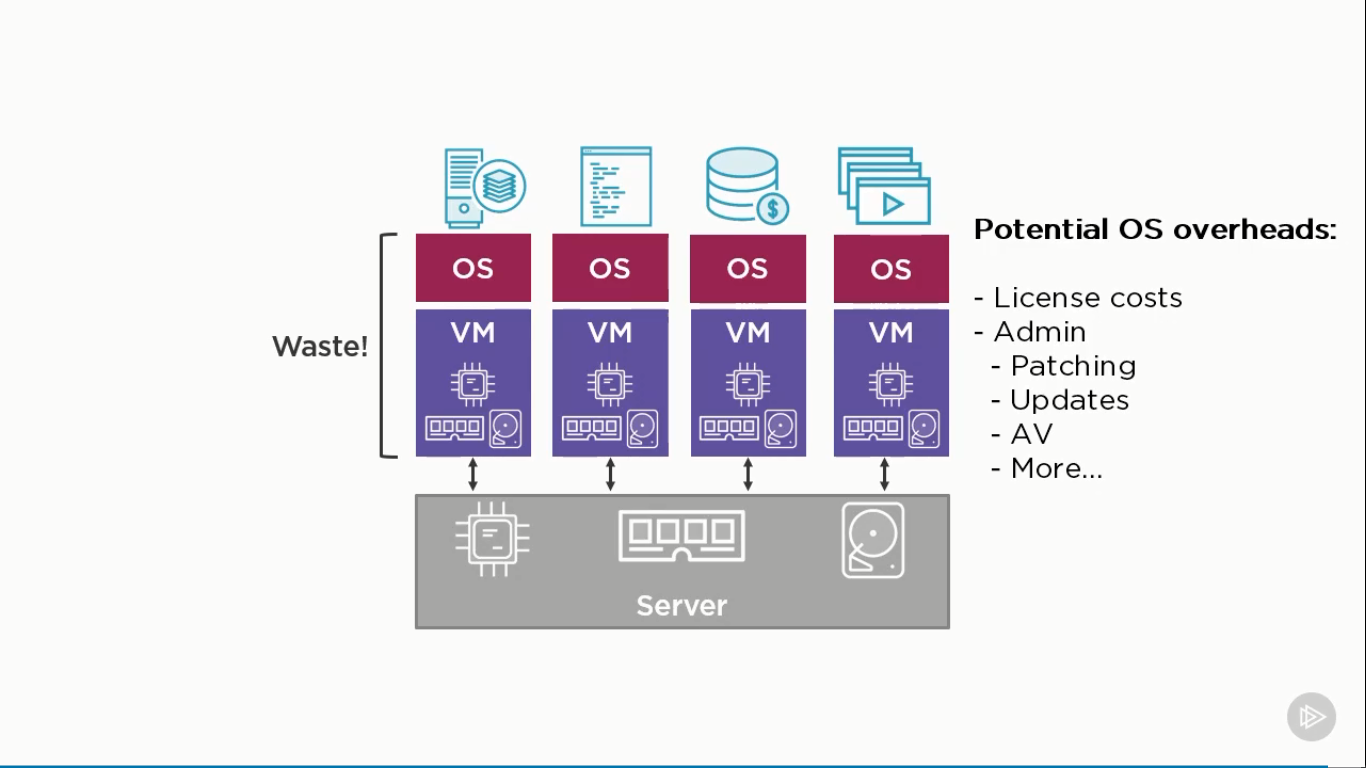 OS OS OS OS
Waste!
VM VM VM VM
Server
Potential OS overheads:
- License costs
- Admin
- Patching
- Updates
- AV
- More...
$